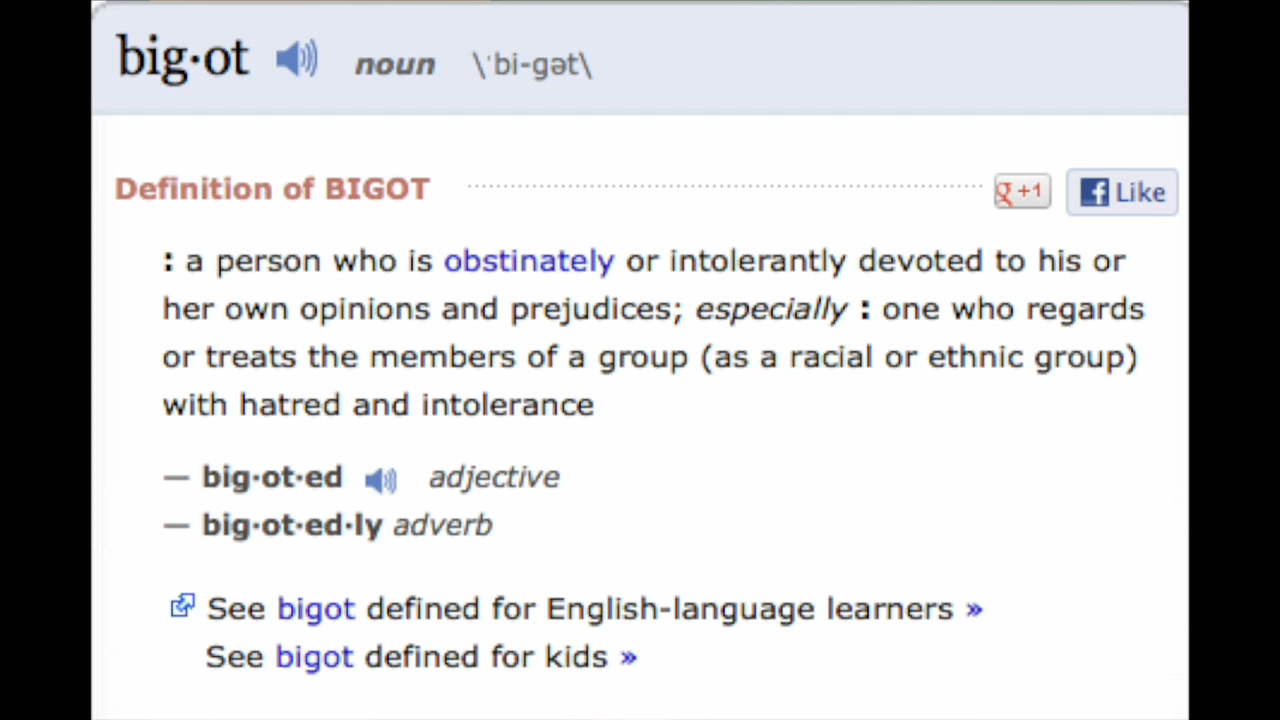 big·ot noun \ˈbi-gət\
Definition of BIGOT g +1 f Like
: a person who is obstinately or intolerantly devoted to his or
her own opinions and prejudices; especially : one who regards
or treats the members of a group (as a racial or ethnic group)
with hatred and intolerance
— big·ot·ed adjective
— big·ot·ed·ly adverb
See bigot defined for English-language learners »
See bigot defined for kids »